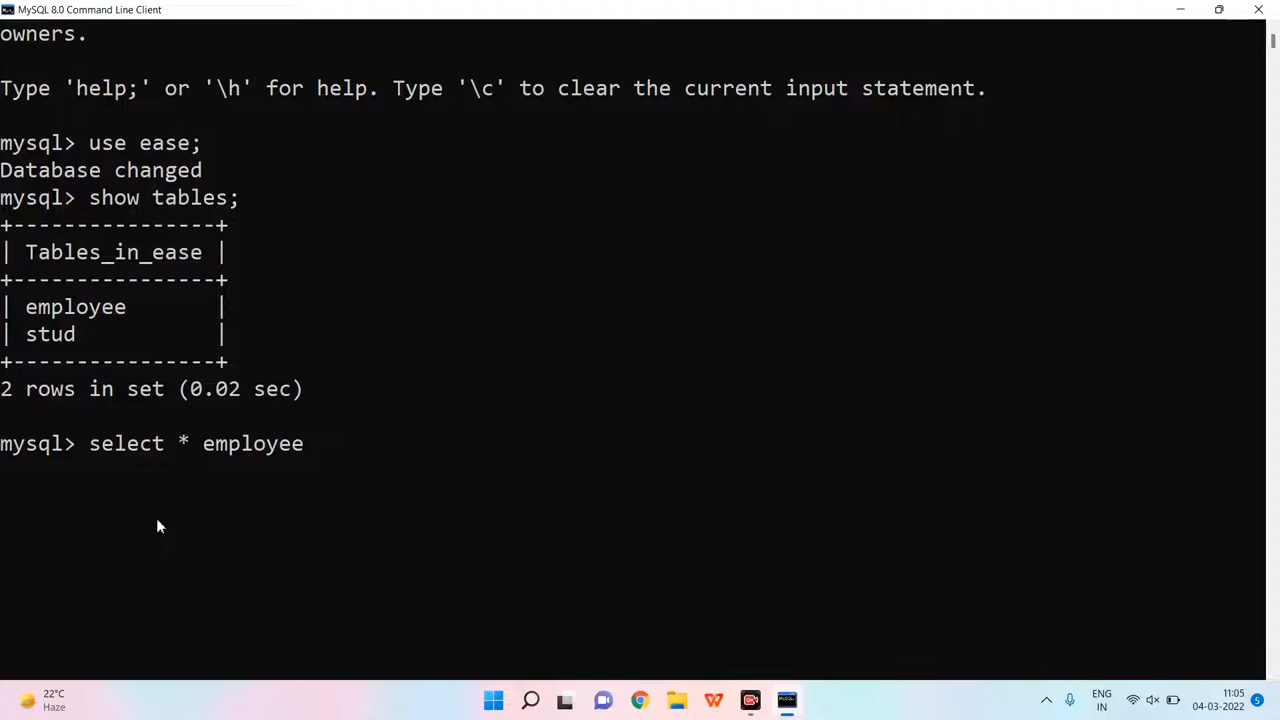 MySQL 8.0 Command Line Client
owners.
Type 'help;' or '\h' for help. Type '\c' to clear the current input statement.
mysql> use ease;
Database changed
mysql> show tables;
+----------------+
| Tables_in_ease |
+----------------+
| employee       |
| stud           |
+----------------+
2 rows in set (0.02 sec)
mysql> select * employee
22°C
Haze
ENG
IN
11:05
04-03-2022
5